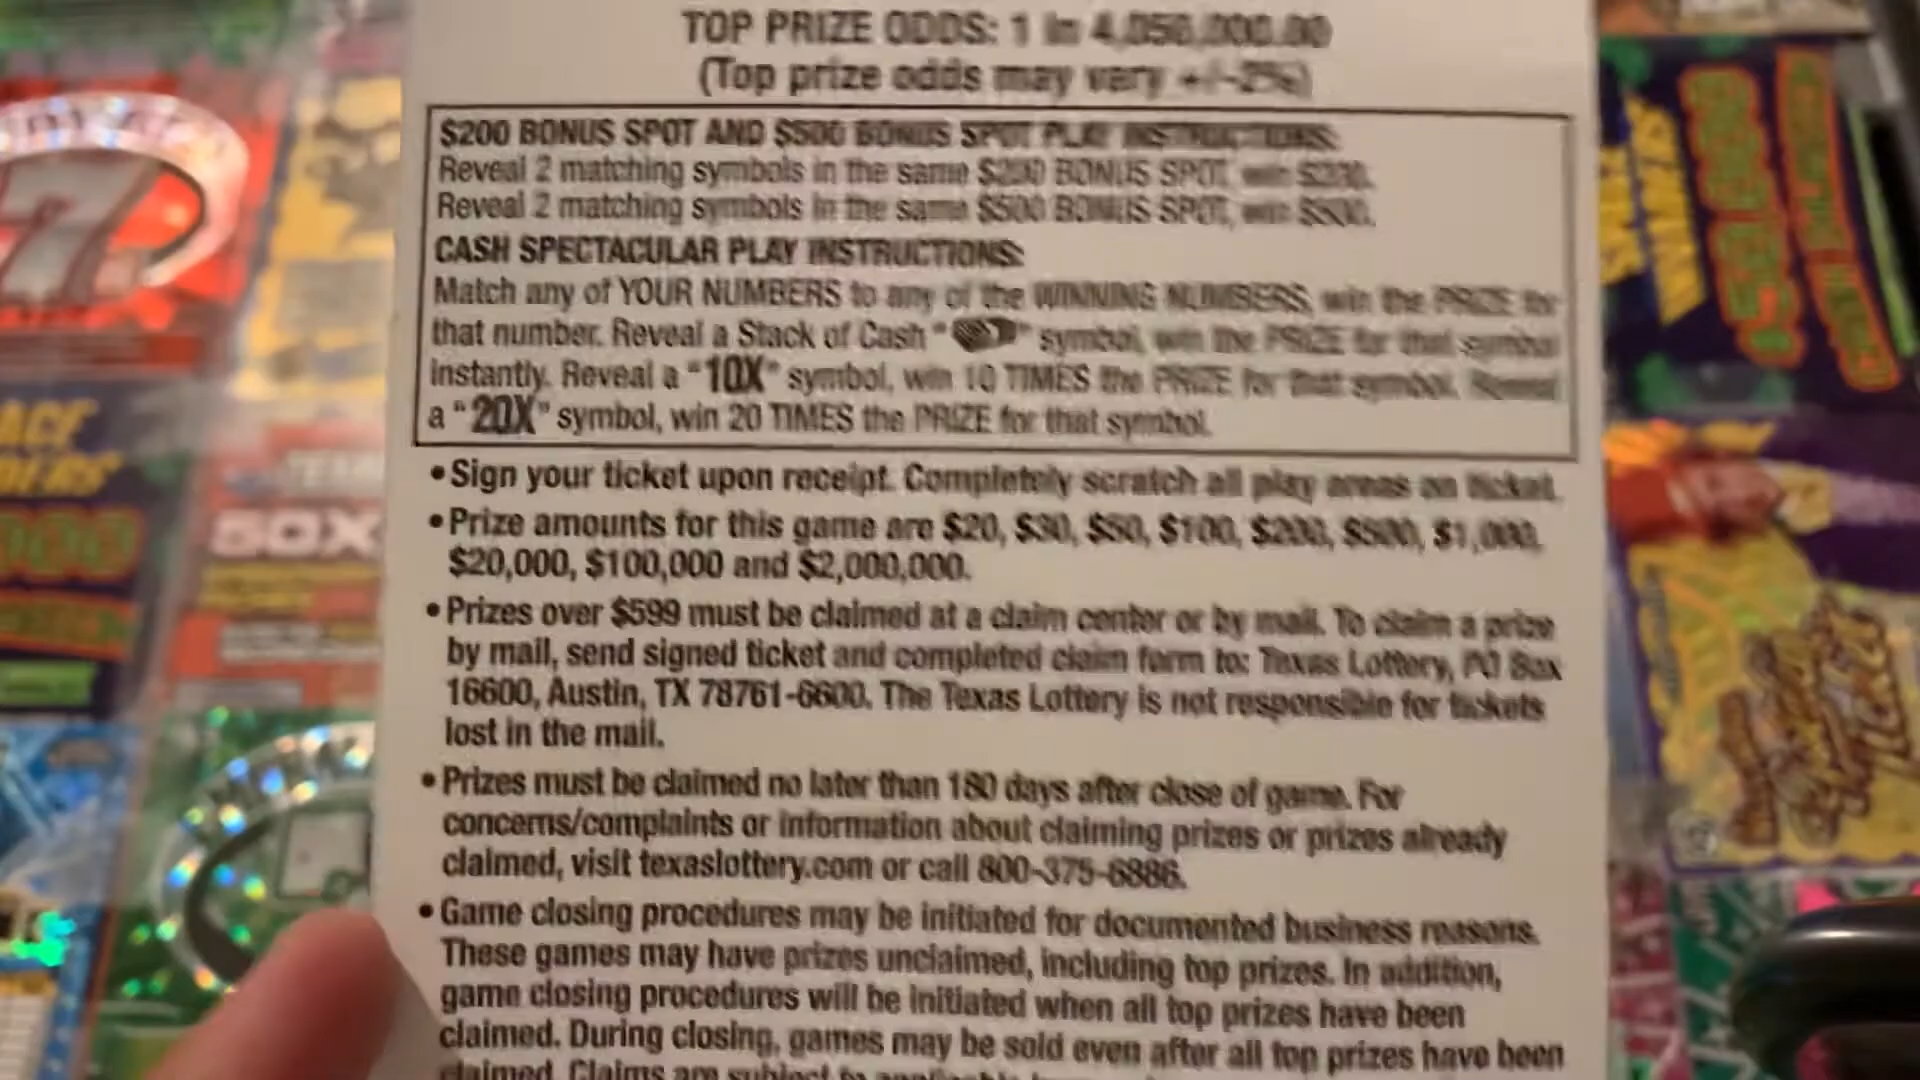 TOP PRIZE ODDS: 1 in 4,050,000.00
(Top prize odds may vary +/-2%)
$200 BONUS SPOT AND $500 BONUS SPOT PLAY INSTRUCTIONS:
Reveal 2 matching symbols in the same $200 BONUS SPOT, win $200.
Reveal 2 matching symbols in the same $500 BONUS SPOT, win $500.
CASH SPECTACULAR PLAY INSTRUCTIONS:
Match any of YOUR NUMBERS to any of the WINNING NUMBERS, win the PRIZE for
that number. Reveal a Stack of Cash " " symbol, win the PRIZE for that symbol
instantly. Reveal a "10X" symbol, win 10 TIMES the PRIZE for that symbol. Reveal
a "20X" symbol, win 20 TIMES the PRIZE for that symbol.
• Sign your ticket upon receipt. Completely scratch all play areas on ticket.
• Prize amounts for this game are $20, $30, $50, $100, $200, $500, $1,000,
$20,000, $100,000 and $2,000,000.
• Prizes over $599 must be claimed at a claim center or by mail. To claim a prize
by mail, send signed ticket and completed claim form to: Texas Lottery, PO Box
16600, Austin, TX 78761-6600. The Texas Lottery is not responsible for tickets
lost in the mail.
• Prizes must be claimed no later than 180 days after close of game. For
concerns/complaints or information about claiming prizes or prizes already
claimed, visit texaslottery.com or call 800-375-6886.
• Game closing procedures may be initiated for documented business reasons.
These games may have prizes unclaimed, including top prizes. In addition,
game closing procedures will be initiated when all top prizes have been
claimed. During closing, games may be sold even after all top prizes have been
claimed. Claims are subject to
50X
7